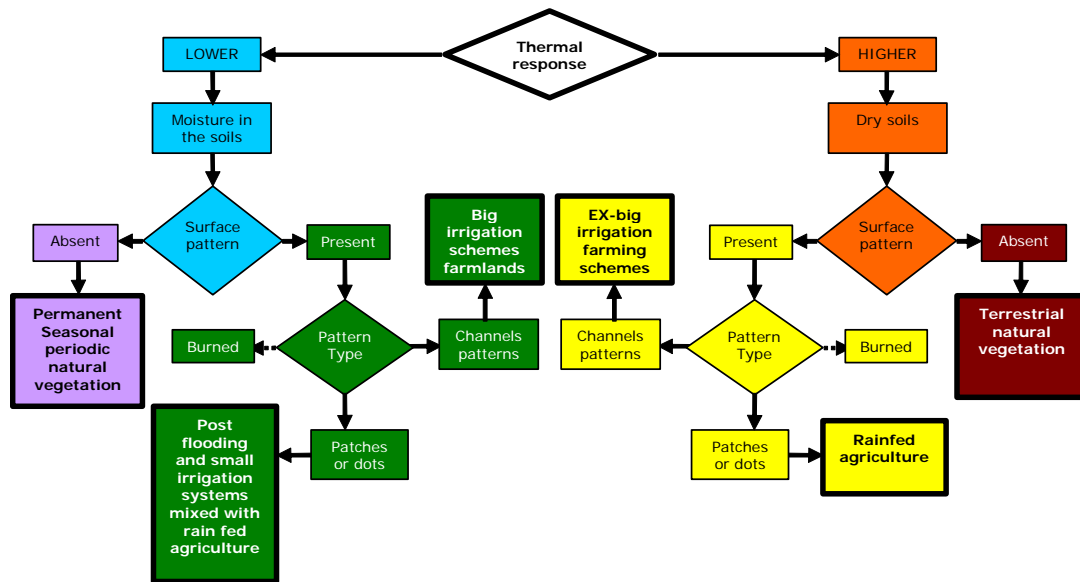 Thermal
response
LOWER
HIGHER
Moisture in
the soils
Dry soils
Surface
pattern
Absent
Present
Big
irrigation
schemes
farmlands
EX-big
irrigation
farming
schemes
Present
Surface
pattern
Absent
Permanent
Seasonal
periodic
natural
vegetation
Burned
Pattern
Type
Channels
patterns
Channels
patterns
Pattern
Type
Burned
Terrestrial
natural
vegetation
Post
flooding
and small
irrigation
systems
mixed with
rain fed
agriculture
Patches
or dots
Patches
or dots
Rainfed
agriculture